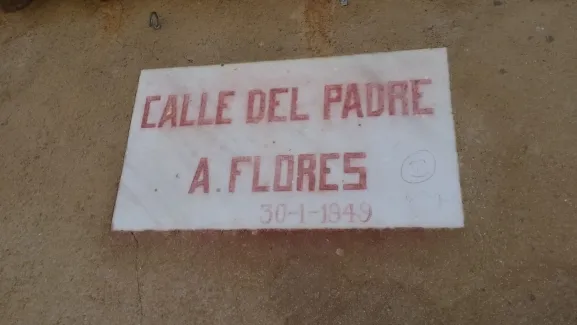 CALLE DEL PADRE
A. FLORES
30-1-1949